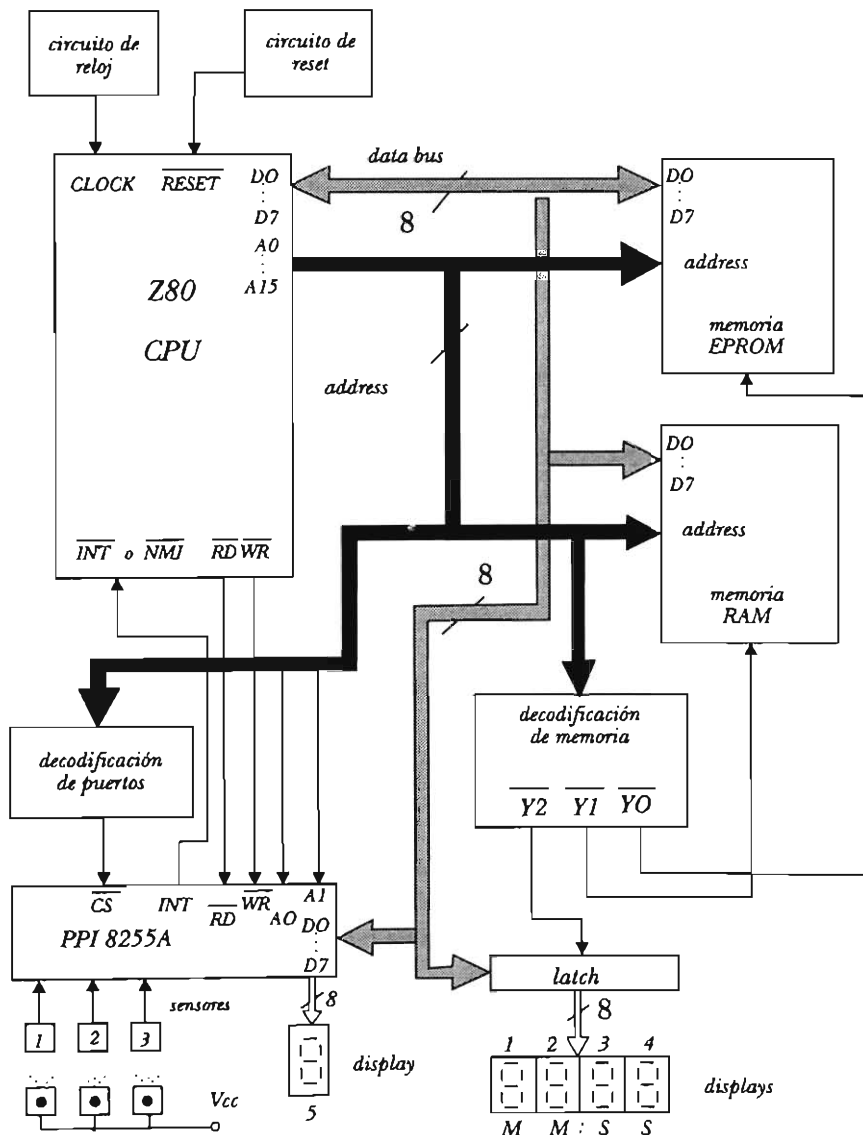 circuito de
reloj
circuito de
reset
CLOCK
RESET
DO
:
D7
A0
:
A15
Z80
CPU
INT o NMI
RD
WR
data bus
8
DO
:
D7
address
memoria
EPROM
address
DO
:
D7
address
memoria
RAM
8
decodificación
de puertos
decodificación
de memoria
Y2
Y1
YO
CS
INT
RD
WR
AO
A1
DO
:
D7
PPI 8255A
latch
sensores
8
8
1
2
3
display
5
Vcc
1
2
3
4
displays
M
M
:
S
S